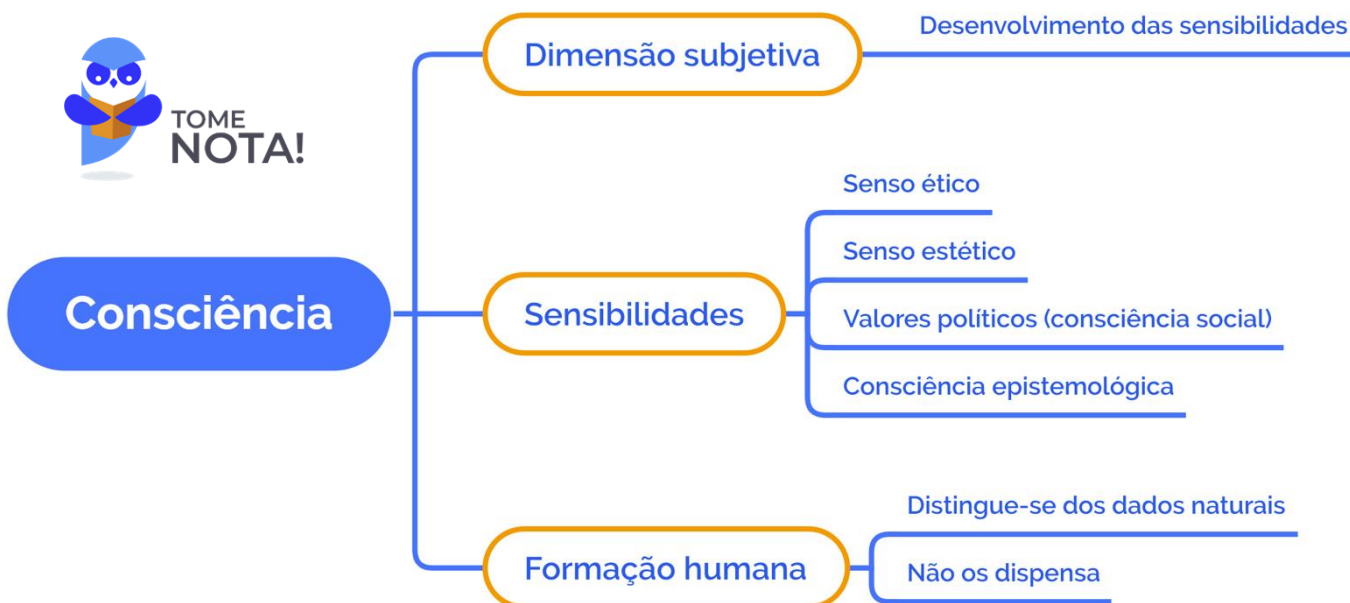 TOME
NOTA!
Consciência
Dimensão subjetiva
Desenvolvimento das sensibilidades
Sensibilidades
Senso ético
Senso estético
Valores políticos (consciência social)
Consciência epistemológica
Formação humana
Distingue-se dos dados naturais
Não os dispensa